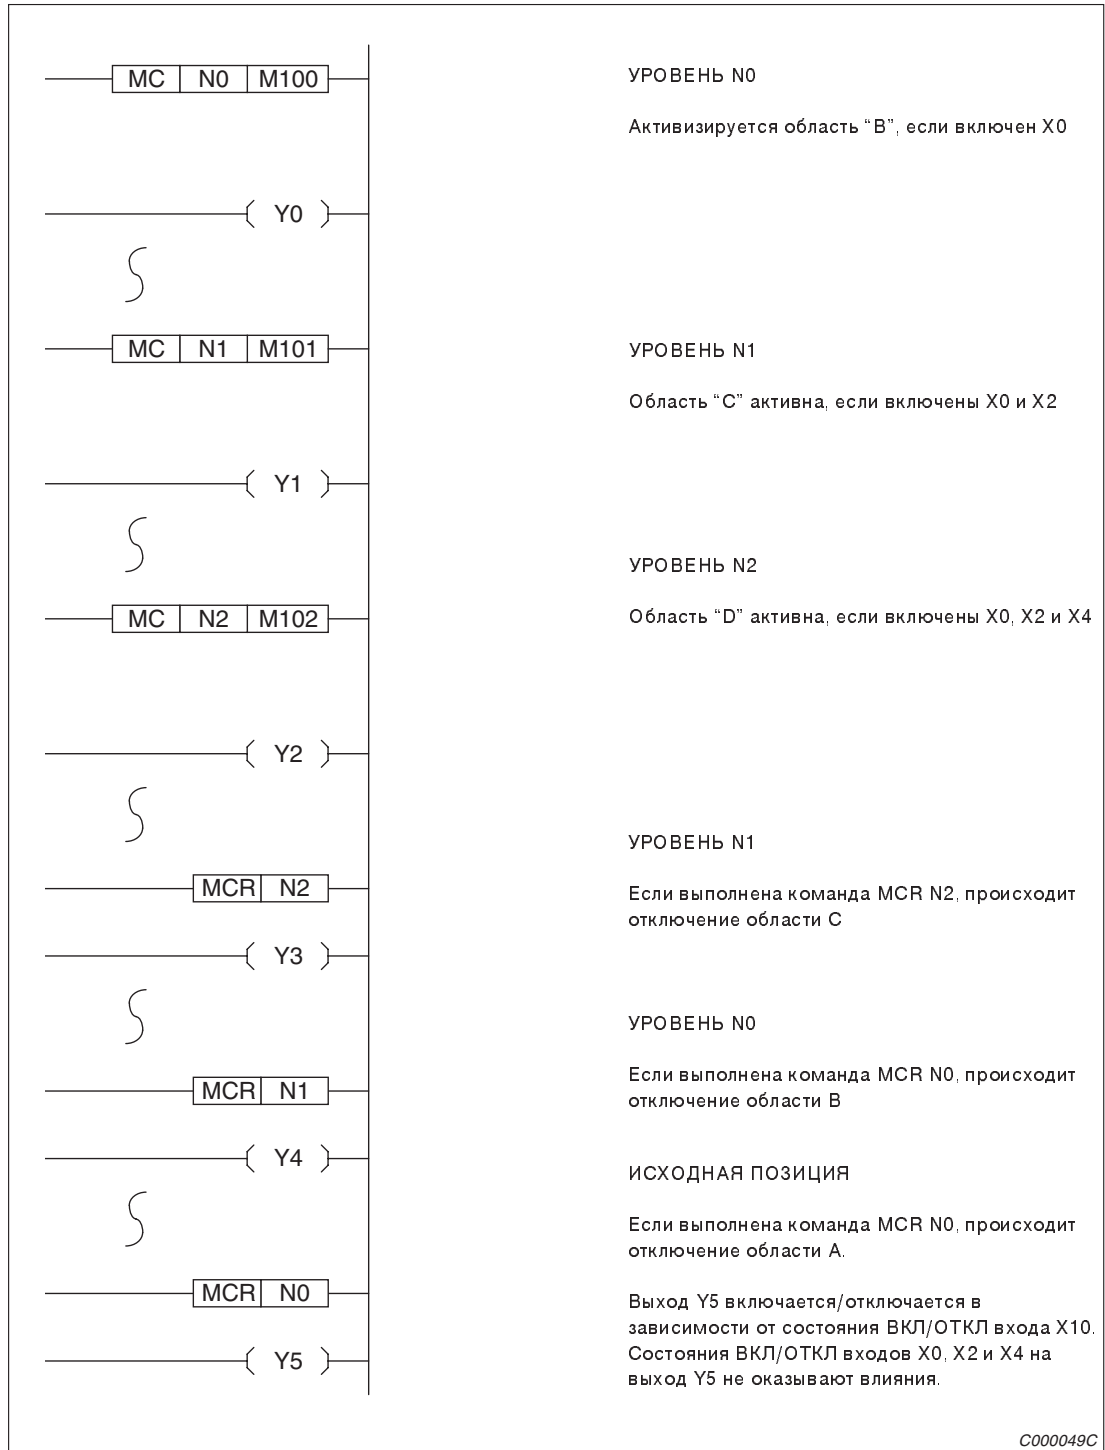 MC N0 M100
УРОВЕНЬ N0
Активизируется область “B”, если включен X0
Y0
MC N1 M101
УРОВЕНЬ N1
Область “C” активна, если включены X0 и X2
Y1
УРОВЕНЬ N2
MC N2 M102
Область “D” активна, если включены X0, X2 и X4
Y2
УРОВЕНЬ N1
MCR N2
Если выполнена команда MCR N2, происходит
отключение области C
Y3
УРОВЕНЬ N0
MCR N1
Если выполнена команда MCR N0, происходит
отключение области B
Y4
ИСХОДНАЯ ПОЗИЦИЯ
Если выполнена команда MCR N0, происходит
отключение области A.
MCR N0
Выход Y5 включается/отключается в
зависимости от состояния ВКЛ/ОТКЛ входа X10.
Y5
Состояния ВКЛ/ОТКЛ входов X0, X2 и X4 на
выход Y5 не оказывают влияния.
C000049C